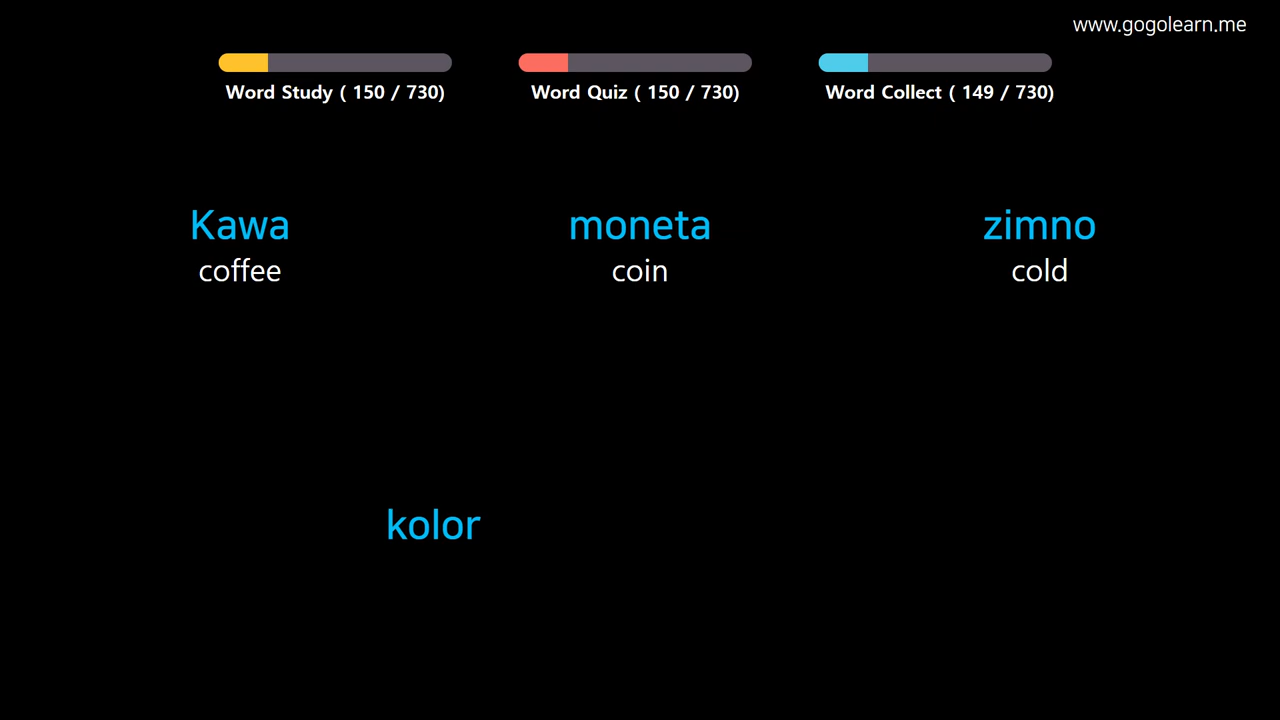 www.gogolearn.me
Word Study ( 150 / 730)
Word Quiz ( 150 / 730)
Word Collect ( 149 / 730)
Kawa
coffee
moneta
coin
zimno
cold
kolor